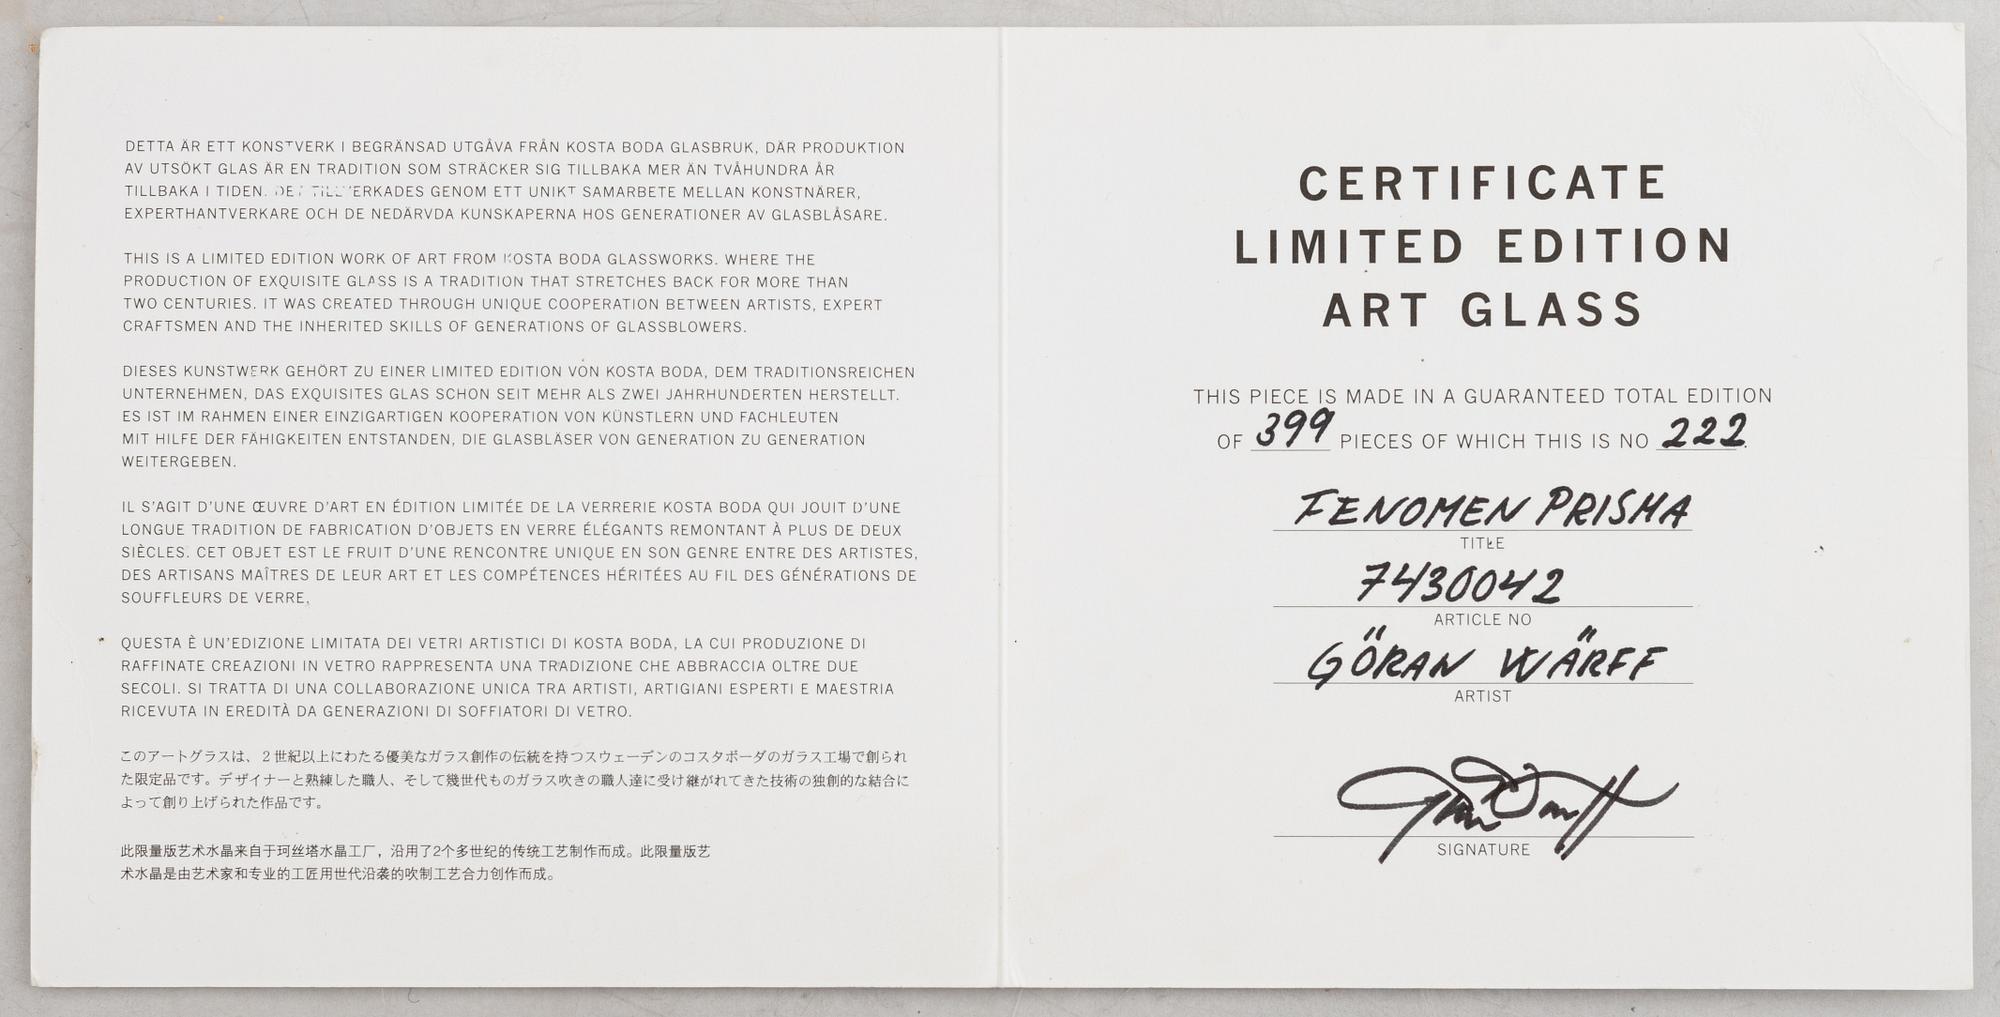 DETTA ÄR ETT KONSTVERK I BEGRÄNSAD UTGÅVA FRÅN KOSTA BODA GLASBRUK, DÄR PRODUKTION
AV UTSÖKT GLAS ÄR EN TRADITION SOM STRÄCKER SIG TILLBAKA MER ÄN TVÅHUNDRA ÅR
TILLBAKA I TIDEN. DET TILLVERKADES GENOM ETT UNIKT SAMARBETE MELLAN KONSTNÄRER,
EXPERTHANTVERKARE OCH DE NEDÄRVDA KUNSKAPERNA HOS GENERATIONER AV GLASBLÅSARE.
THIS IS A LIMITED EDITION WORK OF ART FROM KOSTA BODA GLASSWORKS. WHERE THE
PRODUCTION OF EXQUISITE GLASS IS A TRADITION THAT STRETCHES BACK FOR MORE THAN
TWO CENTURIES. IT WAS CREATED THROUGH UNIQUE COOPERATION BETWEEN ARTISTS, EXPERT
CRAFTSMEN AND THE INHERITED SKILLS OF GENERATIONS OF GLASSBLOWERS.
DIESES KUNSTWERK GEHÖRT ZU EINER LIMITED EDITION VON KOSTA BODA, DEM TRADITIONSREICHEN
UNTERNEHMEN, DAS EXQUISITES GLAS SCHON SEIT MEHR ALS ZWEI JAHRHUNDERTEN HERSTELLT.
ES IST IM RAHMEN EINER EINZIGARTIGEN KOOPERATION VON KÜNSTLERN UND FACHLEUTEN
MIT HILFE DER FÄHIGKEITEN ENTSTANDEN, DIE GLASBLÄSER VON GENERATION ZU GENERATION
WEITERGEBEN.
IL S'AGIT D'UNE ŒUVRE D'ART EN ÉDITION LIMITÉE DE LA VERRERIE KOSTA BODA QUI JOUIT D'UNE
LONGUE TRADITION DE FABRICATION D'OBJETS EN VERRE ÉLÉGANTS REMONTANT À PLUS DE DEUX
SIÈCLES. CET OBJET EST LE FRUIT D'UNE RENCONTRE UNIQUE EN SON GENRE ENTRE DES ARTISTES,
DES ARTISANS MAÎTRES DE LEUR ART ET LES COMPÉTENCES HÉRITÉES AU FIL DES GÉNÉRATIONS DE
SOUFFLEURS DE VERRE,
QUESTA È UN'EDIZIONE LIMITATA DEI VETRI ARTISTICI DI KOSTA BODA, LA CUI PRODUZIONE DI
RAFFINATE CREAZIONI IN VETRO RAPPRESENTA UNA TRADIZIONE CHE ABBRACCIA OLTRE DUE
SECOLI. SI TRATTA DI UNA COLLABORAZIONE UNICA TRA ARTISTI, ARTIGIANI ESPERTI E MAESTRIA
RICEVUTA IN EREDITÀ DA GENERAZIONI DI SOFFIATORI DI VETRO.
このアートグラスは、２世紀以上にわたる優美なガラス創作の伝統を持つスウェーデンのコスタボーダのガラス工場で創られ
た限定品です。デザイナーと熟練した職人、そして幾世代ものガラス吹きの職人達に受け継がれてきた技術の独創的な結合に
よって創り上げられた作品です。
此限量版艺术水晶来自于珂丝塔水晶工厂，沿用了2个多世纪的传统工艺制作而成。此限量版艺
术水晶是由艺术家和专业的工匠用世代沿袭的吹制工艺合力创作而成。
CERTIFICATE
LIMITED EDITION
ART GLASS
THIS PIECE IS MADE IN A GUARANTEED TOTAL EDITION
OF 399 PIECES OF WHICH THIS IS NO 222.
FENOMEN PRISMA
TITLE
7430042
ARTICLE NO
GÖRAN WÄRFF
ARTIST
SIGNATURE